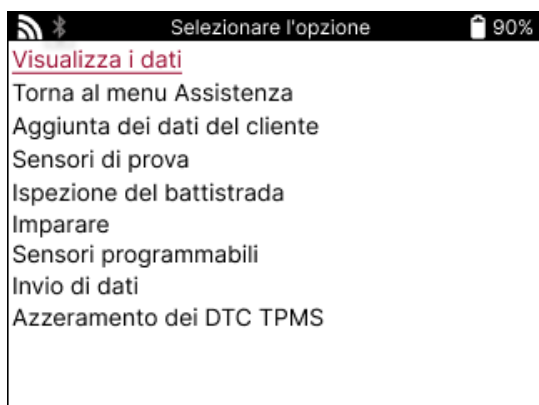 Selezionare l'opzione 90%
Visualizza i dati
Torna al menu Assistenza
Aggiunta dei dati del cliente
Sensori di prova
Ispezione del battistrada
Imparare
Sensori programmabili
Invio di dati
Azzeramento dei DTC TPMS